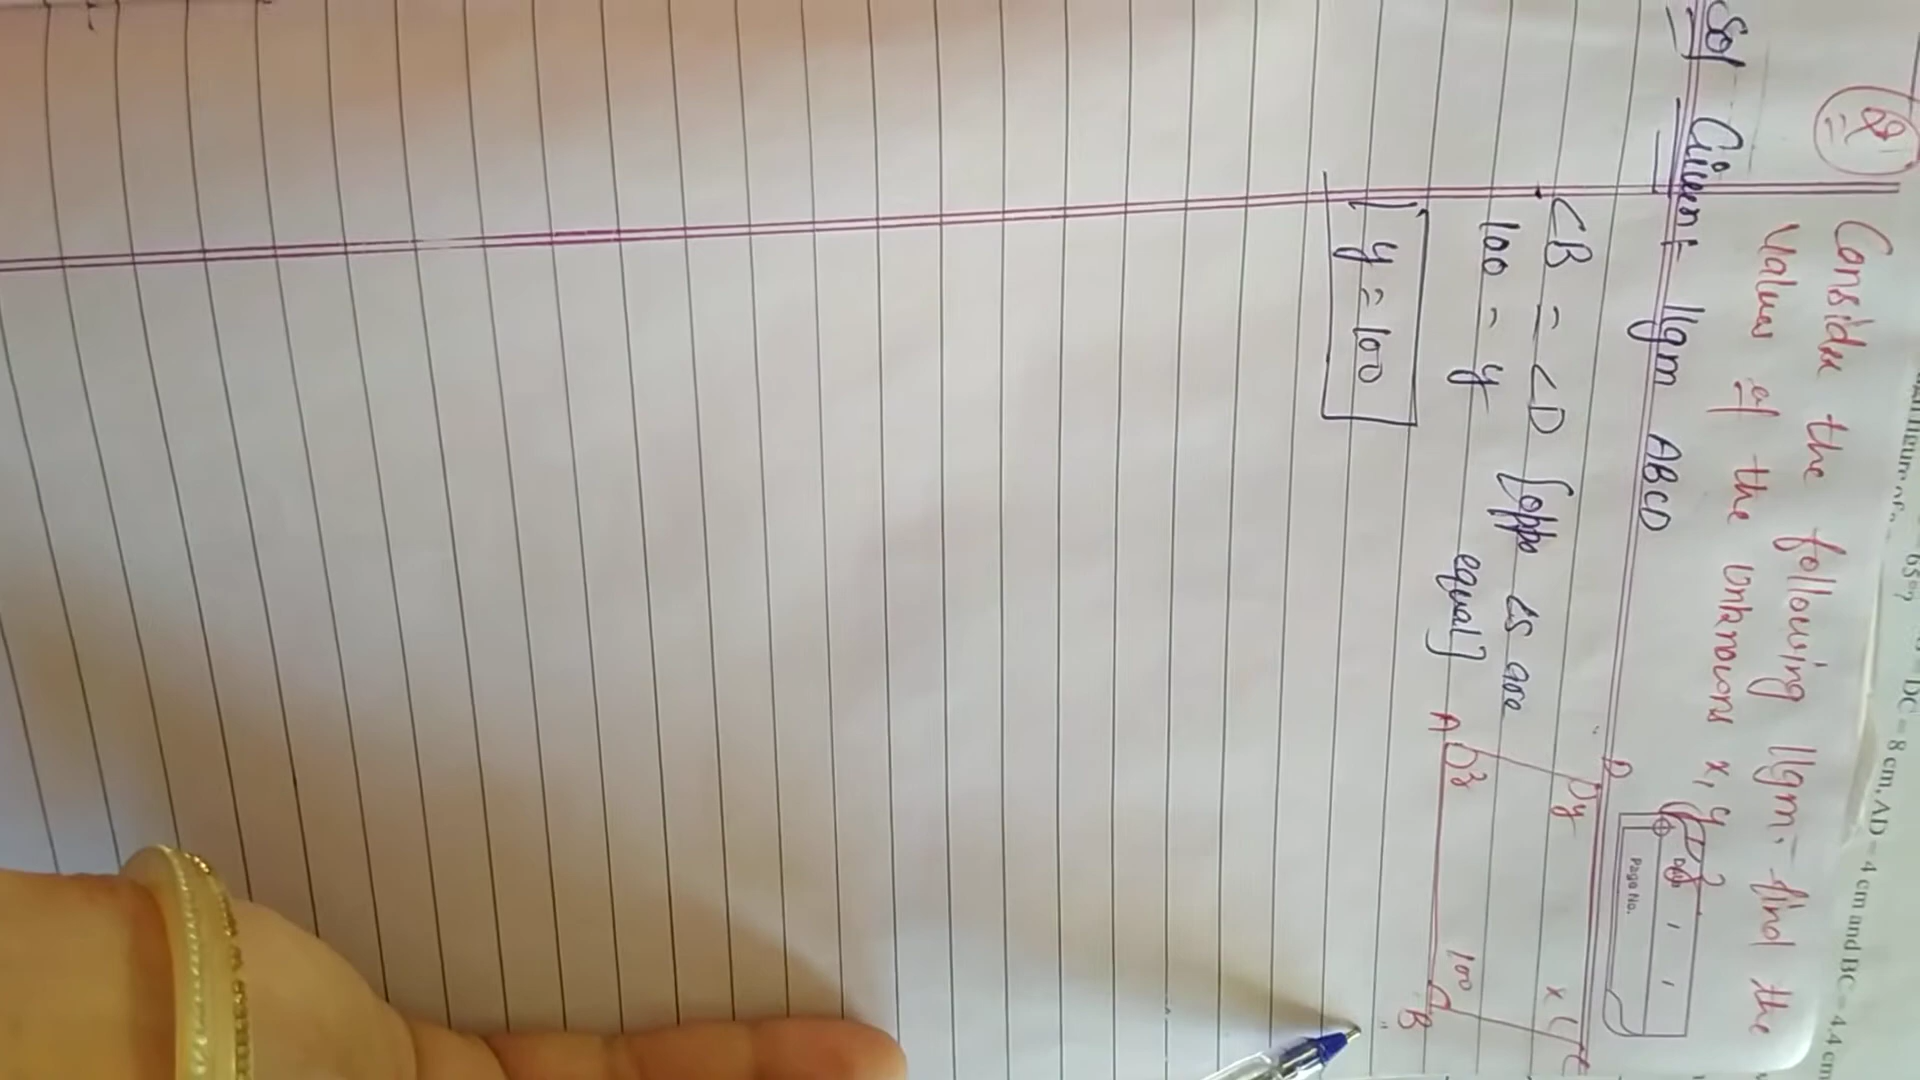 = DC = 8 cm, AD = 4 cm and BC = 4.4 cm
Q Consider the following llgm, find the
values of the unknowns x, y
Page No.
Sol Given:- llgm ABCD
∠B = ∠D {oppo ∠s are
equal}
100 = y
y = 100
D y x C
A z 100 B